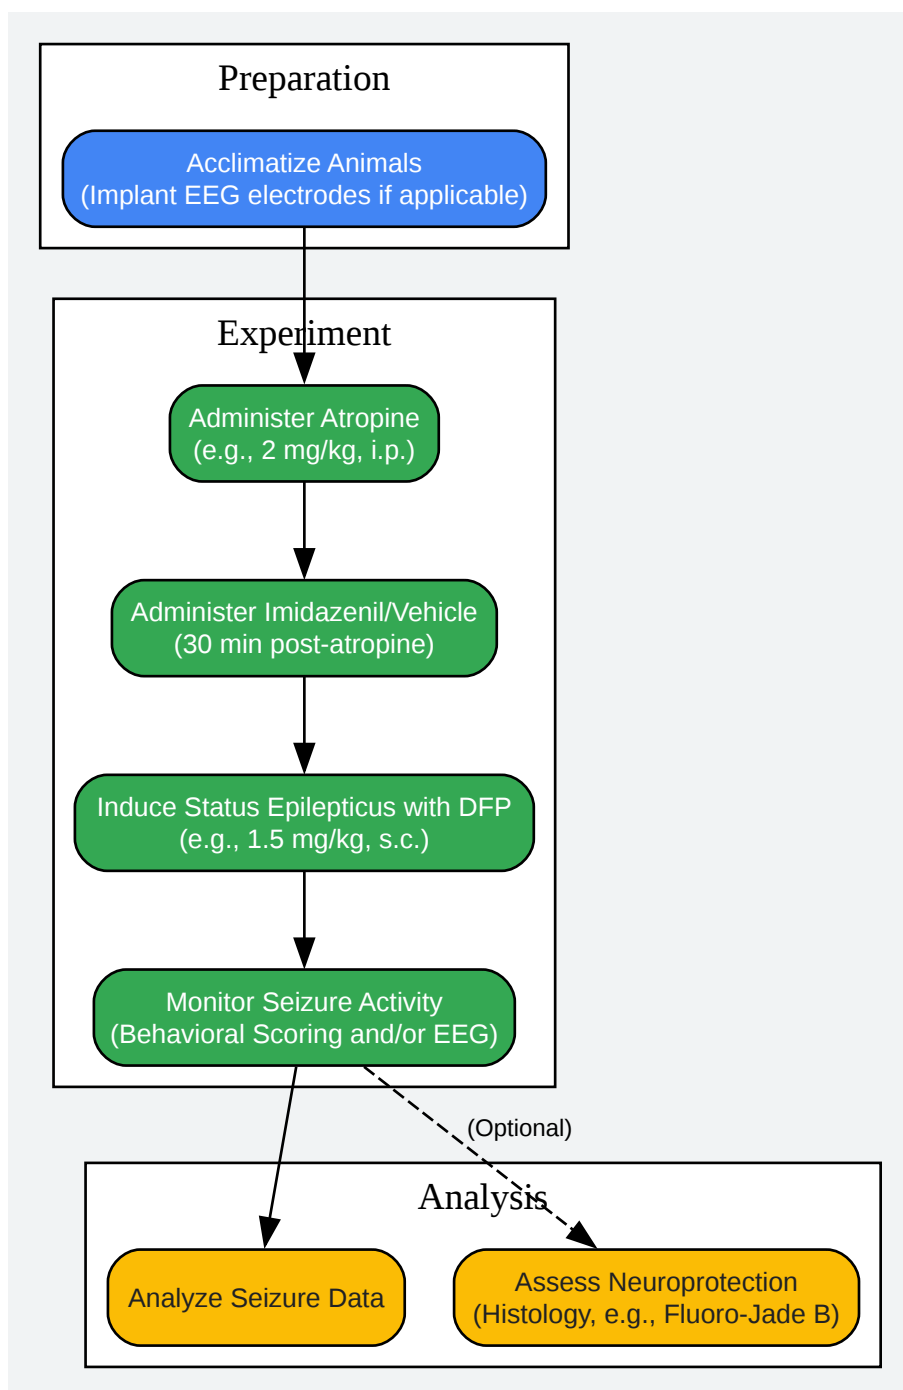 Preparation
Acclimatize Animals
(Implant EEG electrodes if applicable)
Experiment
Administer Atropine
(e.g., 2 mg/kg, i.p.)
Administer Imidazenil/Vehicle
(30 min post-atropine)
Induce Status Epilepticus with DFP
(e.g., 1.5 mg/kg, s.c.)
Monitor Seizure Activity
(Behavioral Scoring and/or EEG)
(Optional)
Analysis
Analyze Seizure Data
Assess Neuroprotection
(Histology, e.g., Fluoro-Jade B)